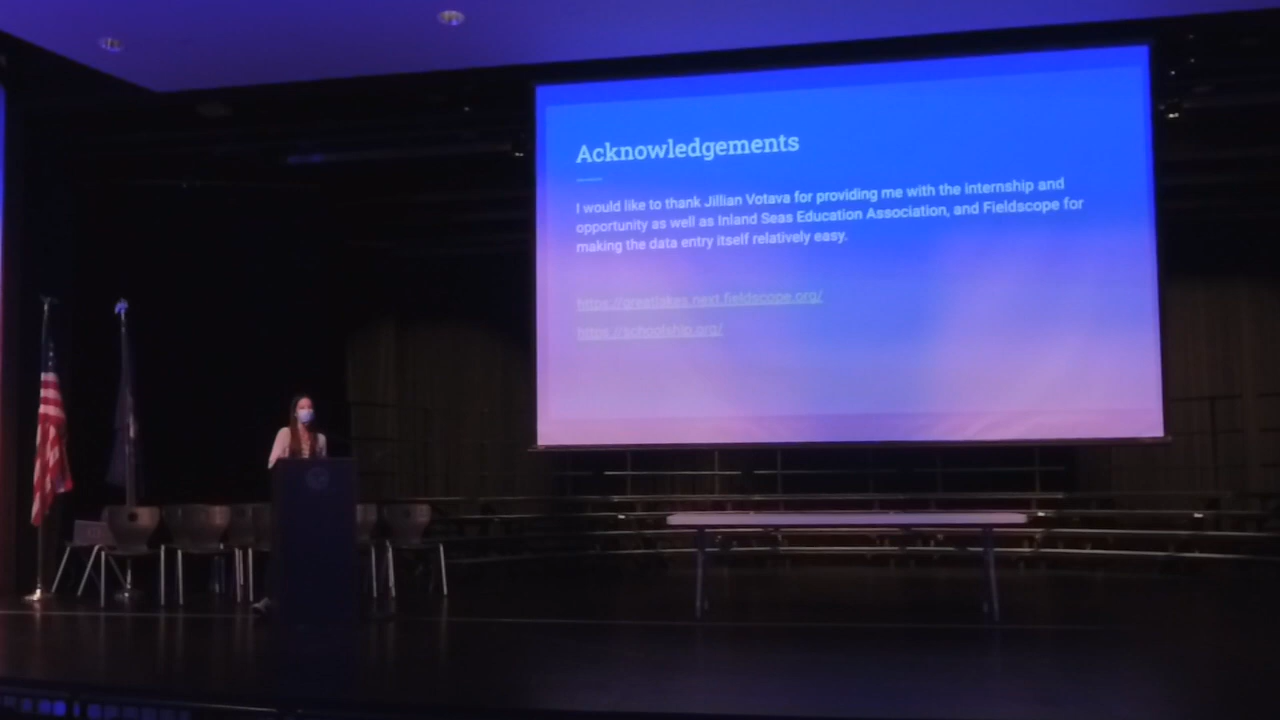 Acknowledgements
I would like to thank Jillian Votava for providing me with the internship and
opportunity as well as Inland Seas Education Association, and Fieldscope for
making the data entry itself relatively easy.
https://greatlakes.next.fieldscope.org/
https://schoolship.org/